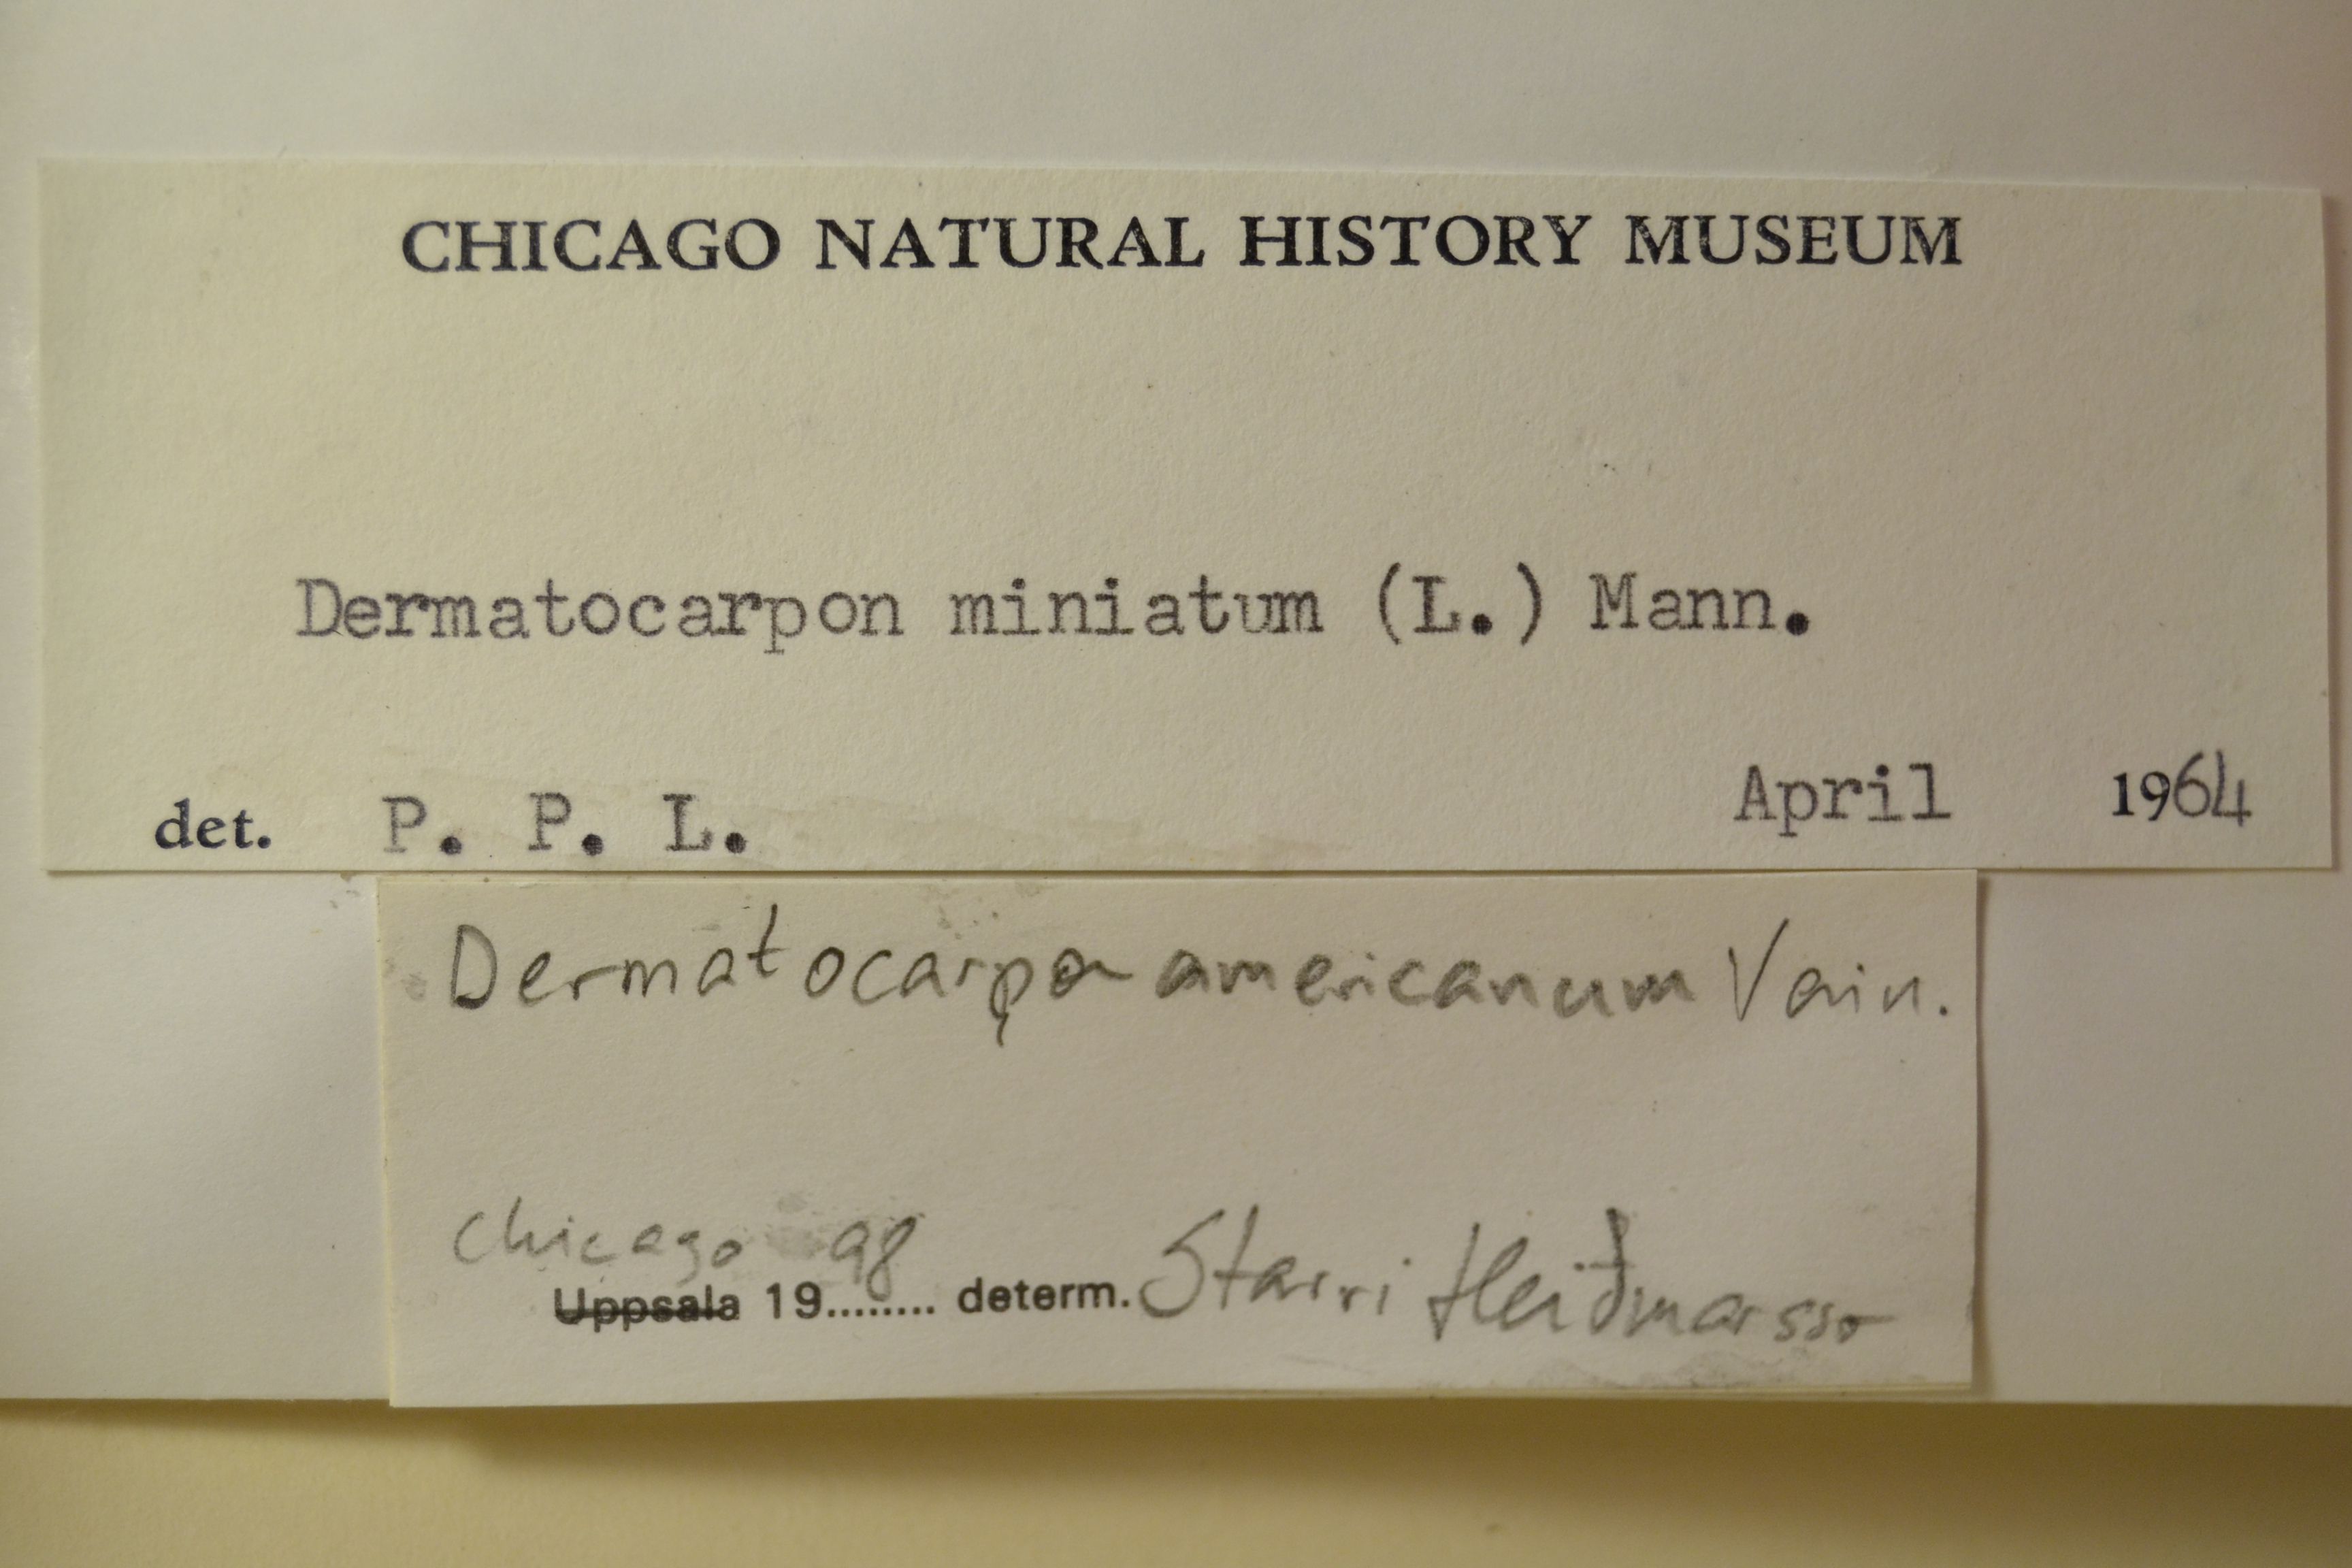 CHICAGO NATURAL HISTORY MUSEUM
Dermatocarpon miniatum (L.) Mann.
det. P. P. L. April 1964
Dermatocarpon americanum Vain.
Chicago 98
Uppsala 19........ determ. Starri Heiðmarsson